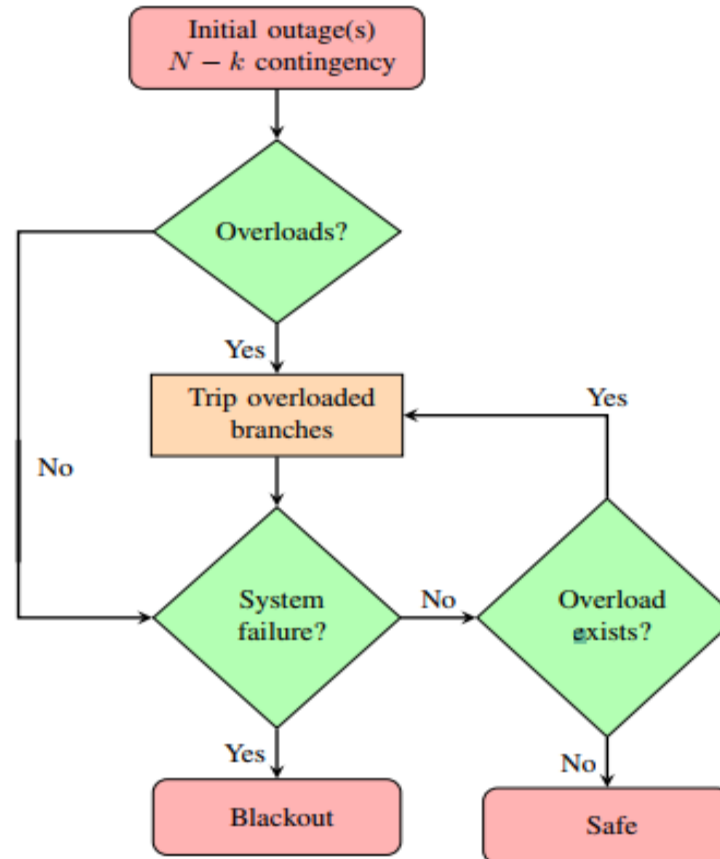 Initial outage(s)
N − k contingency
Overloads?
Yes
Trip overloaded
branches
Yes
No
System
failure?
No
Overload
exists?
Yes
No
Blackout
Safe